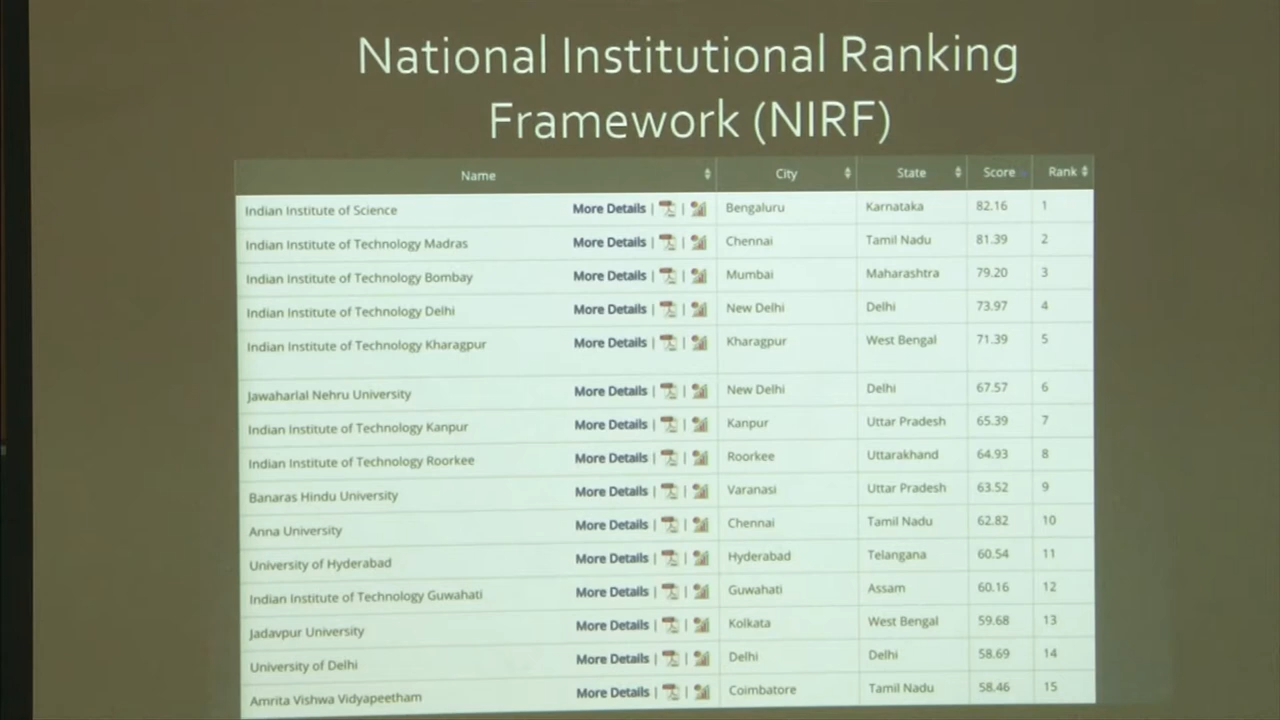 National Institutional Ranking
Framework (NIRF)
Name City State Score Rank
Indian Institute of Science More Details | | Bengaluru Karnataka 82.16 1
Indian Institute of Technology Madras More Details | | Chennai Tamil Nadu 81.39 2
Indian Institute of Technology Bombay More Details | | Mumbai Maharashtra 79.20 3
Indian Institute of Technology Delhi More Details | | New Delhi Delhi 73.97 4
Indian Institute of Technology Kharagpur More Details | | Kharagpur West Bengal 71.39 5
Jawaharlal Nehru University More Details | | New Delhi Delhi 67.57 6
Indian Institute of Technology Kanpur More Details | | Kanpur Uttar Pradesh 65.39 7
Indian Institute of Technology Roorkee More Details | | Roorkee Uttarakhand 64.93 8
Banaras Hindu University More Details | | Varanasi Uttar Pradesh 63.52 9
Anna University More Details | | Chennai Tamil Nadu 62.82 10
University of Hyderabad More Details | | Hyderabad Telangana 60.54 11
Indian Institute of Technology Guwahati More Details | | Guwahati Assam 60.16 12
Jadavpur University More Details | | Kolkata West Bengal 59.68 13
University of Delhi More Details | | Delhi Delhi 58.69 14
Amrita Vishwa Vidyapeetham More Details | | Coimbatore Tamil Nadu 58.46 15